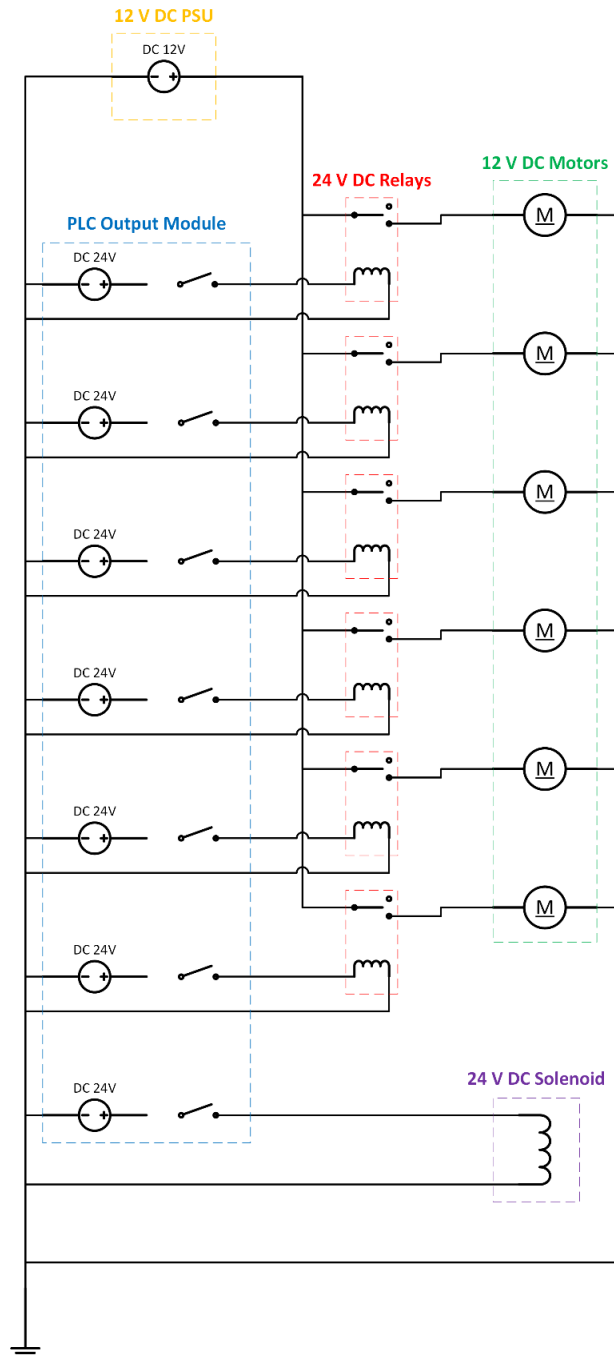 12 V DC PSU
DC 12V
24 V DC Relays
12 V DC Motors
PLC Output Module
M
DC 24V
M
DC 24V
M
DC 24V
M
DC 24V
M
DC 24V
M
DC 24V
24 V DC Solenoid
DC 24V